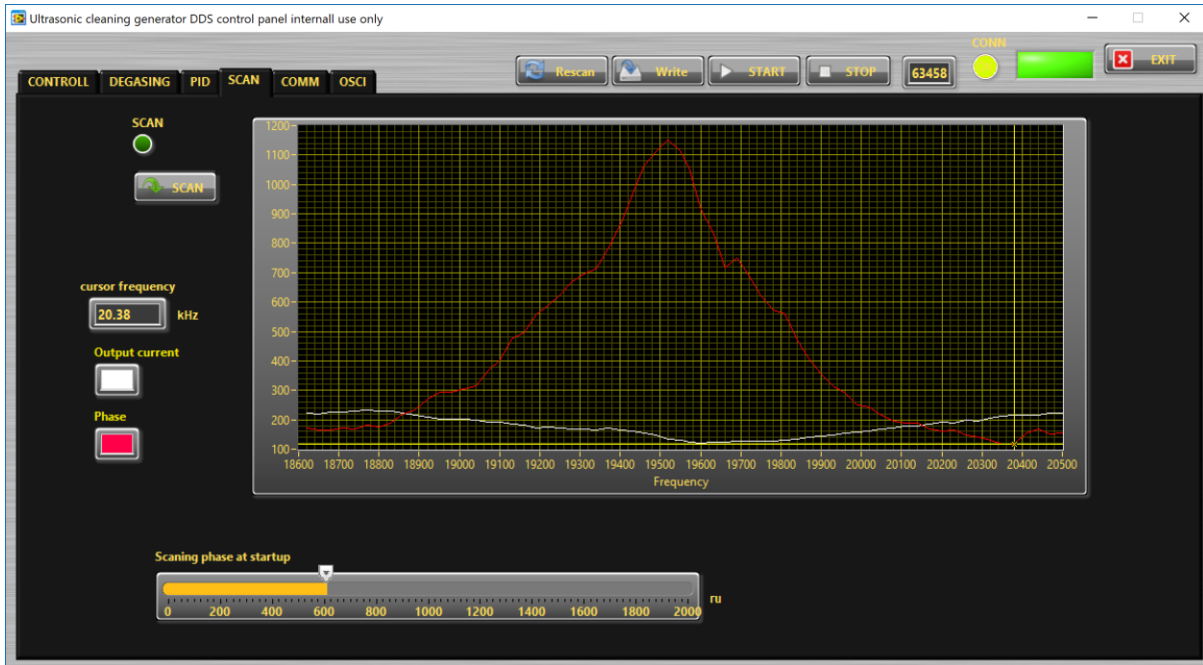 Ultrasonic cleaning generator DDS control panel internall use only
CONN
Rescan
Write
START
STOP
63458
EXIT
CONTROLL DEGASING PID SCAN COMM OSCI
SCAN
SCAN
cursor frequency
20.38 kHz
Output current
Phase
1200
1100
1000
900
800
700
600
500
400
300
200
100
18600 18700 18800 18900 19000 19100 19200 19300 19400 19500 19600 19700 19800 19900 20000 20100 20200 20300 20400 20500
Frequency
Scaning phase at startup
0 200 400 600 800 1000 1200 1400 1600 1800 2000
ru